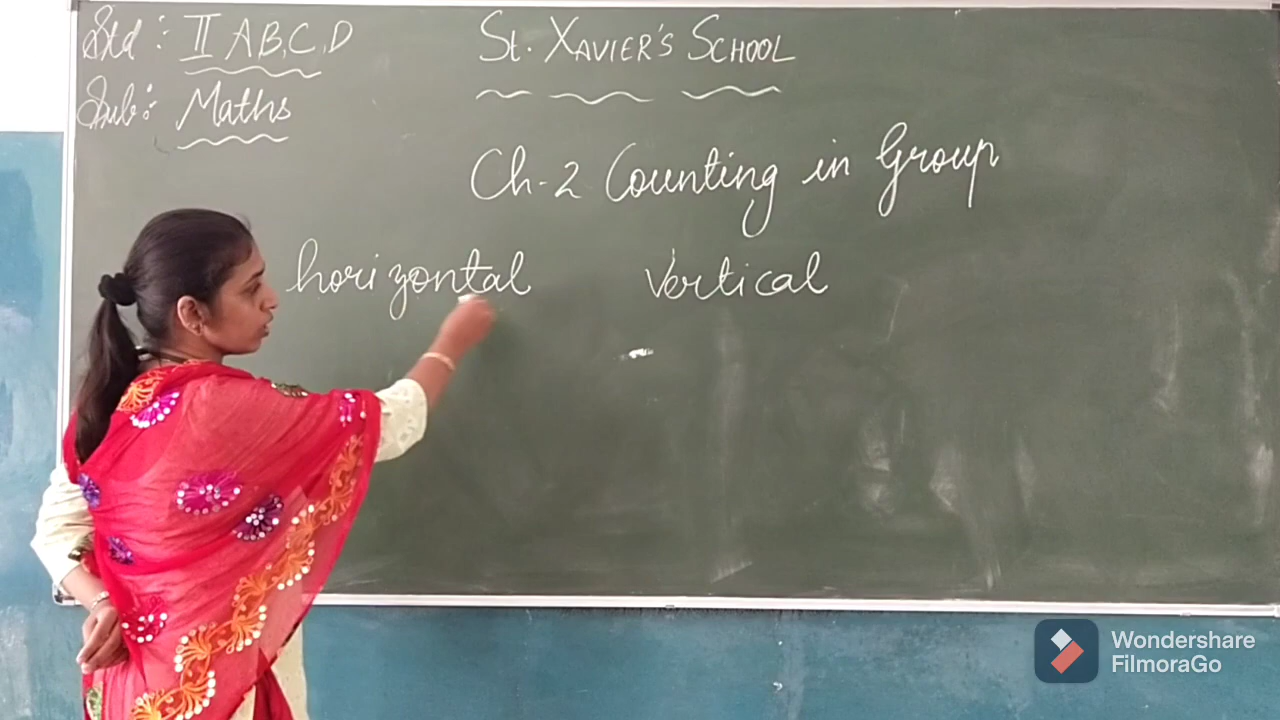 Std :- II A B, C, D
St. XAVIER'S SCHOOL
Sub :- Maths
Ch-2 Counting in Group
horizontal vertical
Wondershare
FilmoraGo